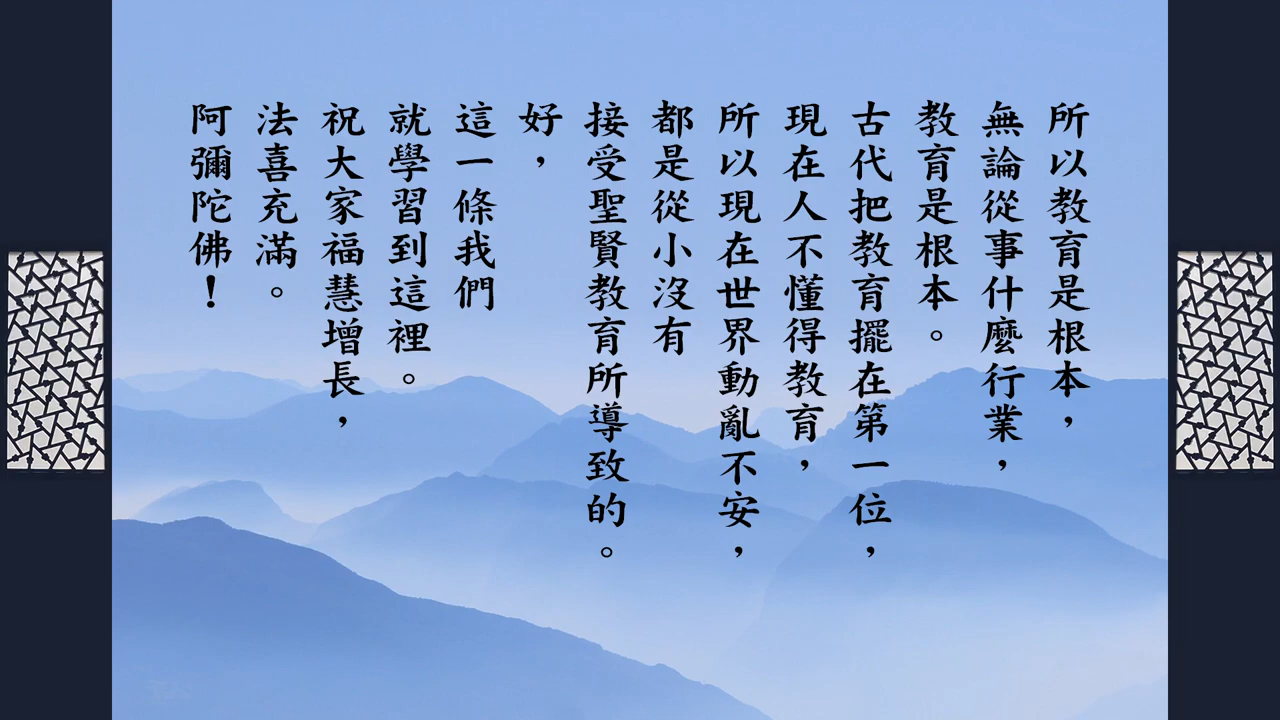 所以教育是根本，
無論從事什麼行業，
教育是根本。
古代把教育擺在第一位，
現在人不懂得教育，
所以現在世界動亂不安，
都是從小沒有
接受聖賢教育所導致的。
好，
這一條我們
就學習到這裡。
祝大家福慧增長，
法喜充滿。
阿彌陀佛！